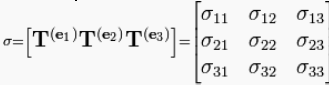 σ=[T^(e₁) T^(e₂) T^(e₃)]=[σ₁₁ σ₁₂ σ₁₃
σ₂₁ σ₂₂ σ₂₃
σ₃₁ σ₃₂ σ₃₃]